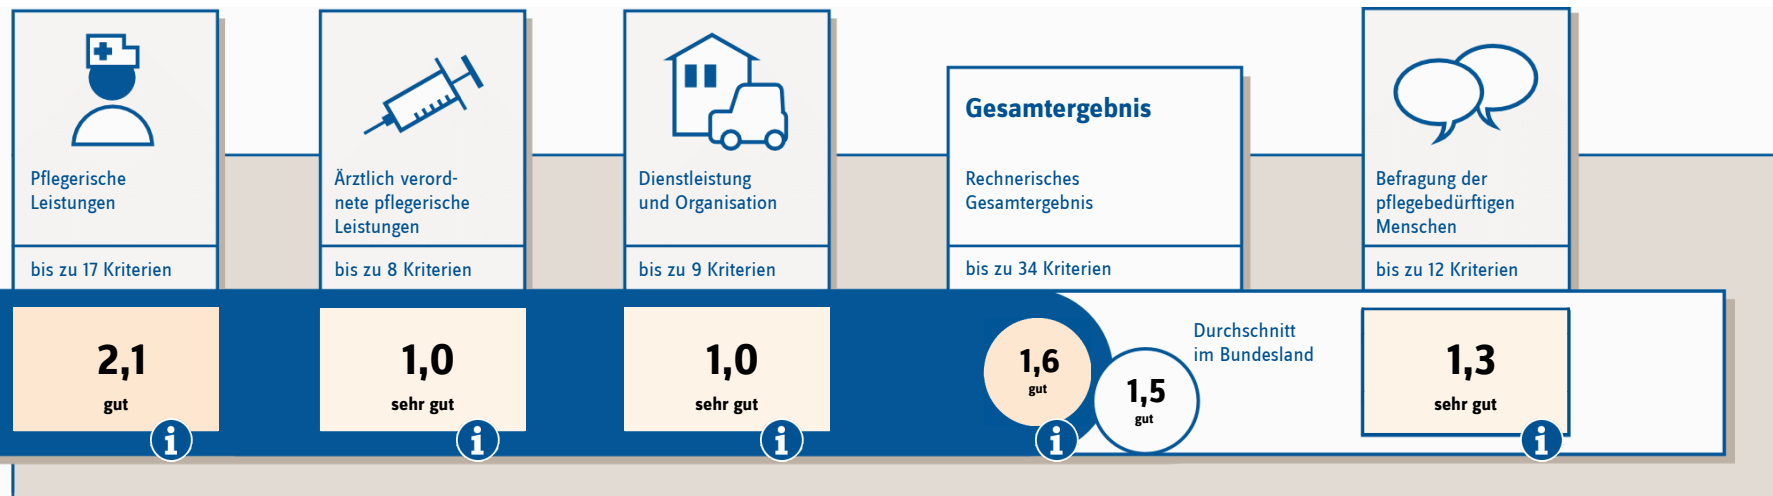 Pflegerische
Leistungen
bis zu 17 Kriterien
2,1
gut
Ärztlich verord-
nete pflegerische
Leistungen
bis zu 8 Kriterien
1,0
sehr gut
Dienstleistung
und Organisation
bis zu 9 Kriterien
1,0
sehr gut
Gesamtergebnis
Rechnerisches
Gesamtergebnis
bis zu 34 Kriterien
1,6
gut
1,5
gut
Durchschnitt
im Bundesland
Befragung der
pflegebedürftigen
Menschen
bis zu 12 Kriterien
1,3
sehr gut